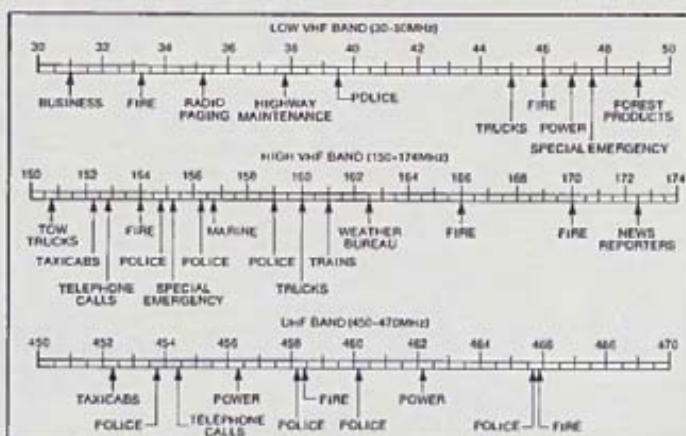 LOW VHF BAND (30-50MHz)
30 32 34 36 38 40 42 44 46 48 50
BUSINESS FIRE RADIO PAGING HIGHWAY MAINTENANCE POLICE TRUCKS FIRE POWER FOREST PRODUCTS
SPECIAL EMERGENCY
HIGH VHF BAND (150-174MHz)
150 152 154 156 158 160 162 164 166 168 170 172 174
TOW TRUCKS FIRE MARINE WEATHER BUREAU FIRE FIRE NEWS REPORTERS
TAXICABS POLICE POLICE POLICE TRAINS
TELEPHONE CALLS SPECIAL EMERGENCY TRUCKS
UHF BAND (450-470MHz)
450 452 454 456 458 460 462 464 466 468 470
TAXICABS POWER FIRE POWER
POLICE TELEPHONE CALLS POLICE POLICE POLICE FIRE